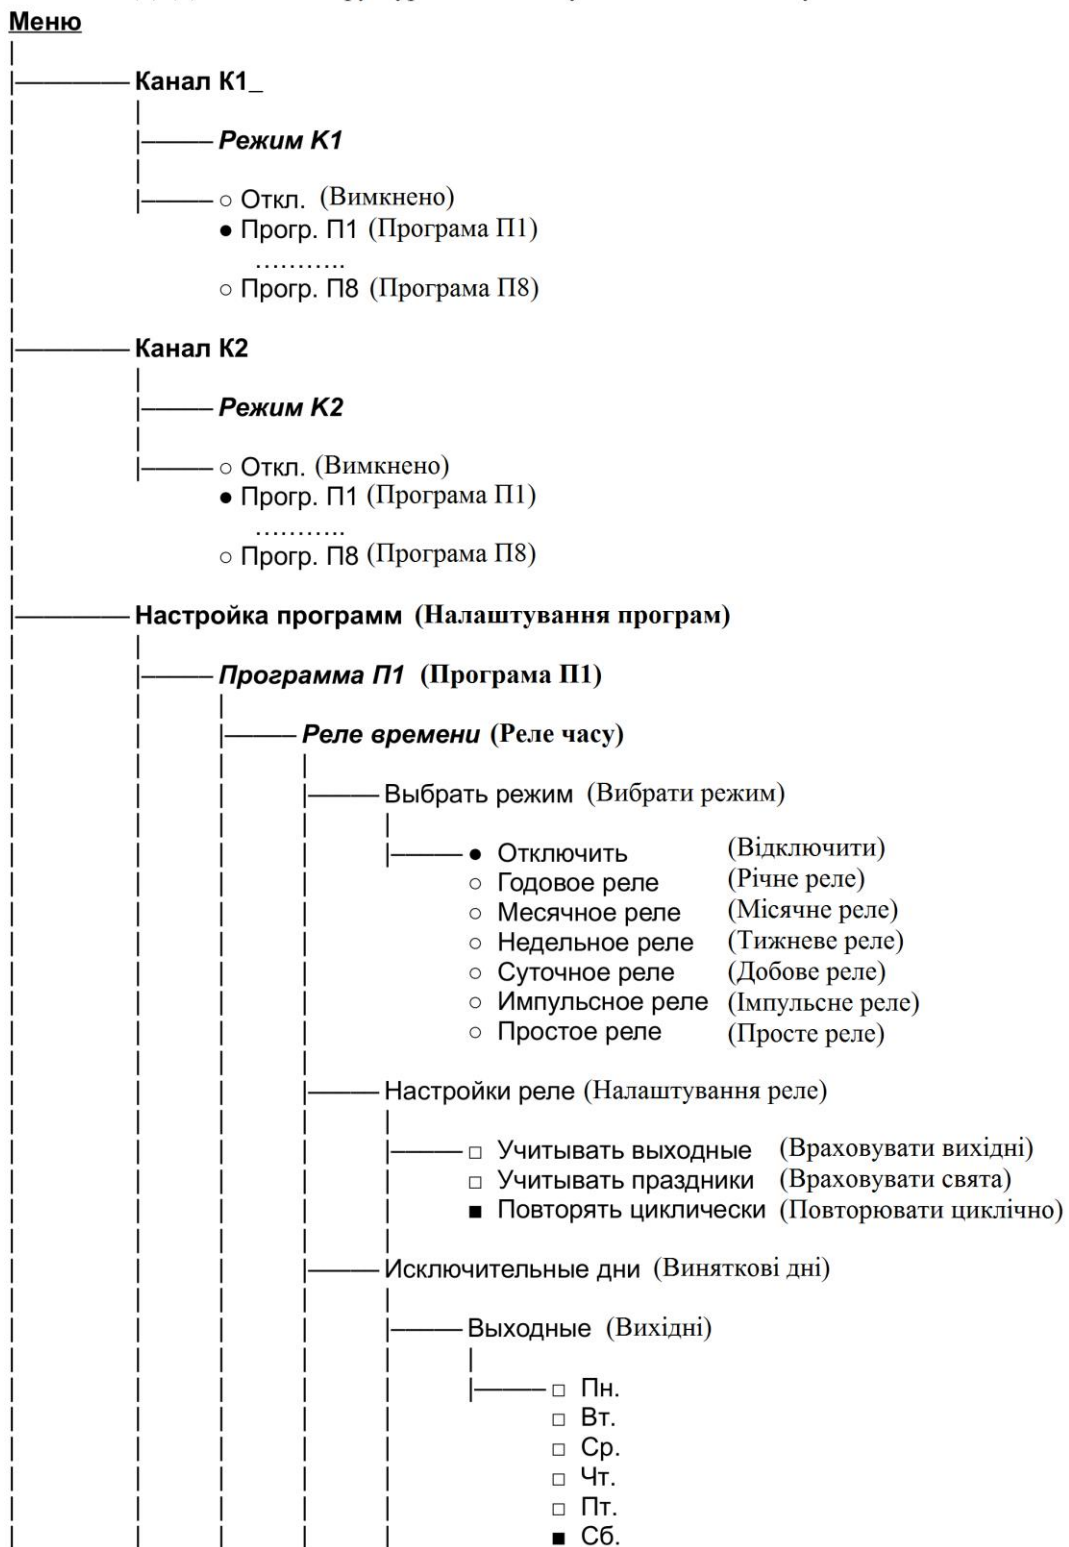 Меню
Канал К1_
Режим К1
○ Откл. (Вимкнено)
● Прогр. П1 (Програма П1)
………..
○ Прогр. П8 (Програма П8)
Канал К2
Режим К2
○ Откл. (Вимкнено)
● Прогр. П1 (Програма П1)
………..
○ Прогр. П8 (Програма П8)
Настройка программ (Налаштування програм)
Программа П1 (Програма П1)
Реле времени (Реле часу)
Выбрать режим (Вибрати режим)
● Отключить (Відключити)
○ Годовое реле (Річне реле)
○ Месячное реле (Місячне реле)
○ Недельное реле (Тижневе реле)
○ Суточное реле (Добове реле)
○ Импульсное реле (Імпульсне реле)
○ Простое реле (Просте реле)
Настройки реле (Налаштування реле)
□ Учитывать выходные (Враховувати вихідні)
□ Учитывать праздники (Враховувати свята)
■ Повторять циклически (Повторювати циклічно)
Исключительные дни (Виняткові дні)
Выходные (Вихідні)
□ Пн.
□ Вт.
□ Ср.
□ Чт.
□ Пт.
■ Сб.